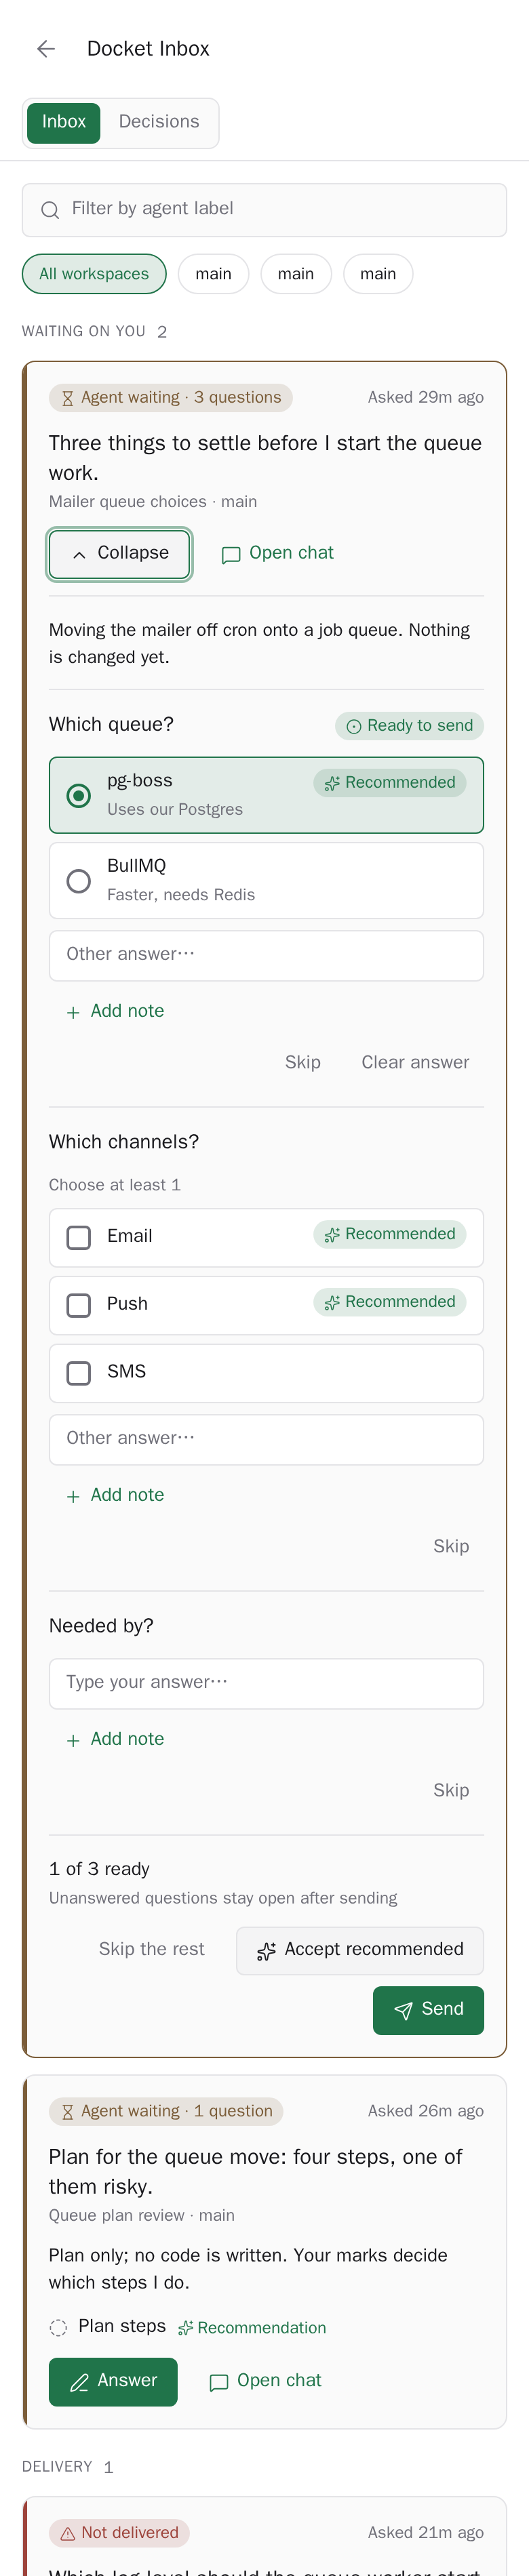 Docket Inbox
Inbox
Decisions
Filter by agent label
All workspaces
main
main
main
WAITING ON YOU 2
Agent waiting · 3 questions
Asked 29m ago
Three things to settle before I start the queue
work.
Mailer queue choices · main
Collapse
Open chat
Moving the mailer off cron onto a job queue. Nothing
is changed yet.
Which queue?
Ready to send
pg-boss
Recommended
Uses our Postgres
BullMQ
Faster, needs Redis
Other answer…
Add note
Skip
Clear answer
Which channels?
Choose at least 1
Email
Recommended
Push
Recommended
SMS
Other answer…
Add note
Skip
Needed by?
Type your answer…
Add note
Skip
1 of 3 ready
Unanswered questions stay open after sending
Skip the rest
Accept recommended
Send
Agent waiting · 1 question
Asked 26m ago
Plan for the queue move: four steps, one of
them risky.
Queue plan review · main
Plan only; no code is written. Your marks decide
which steps I do.
Plan steps
Recommendation
Answer
Open chat
DELIVERY 1
Not delivered
Asked 21m ago
Which log level should the queue worker start